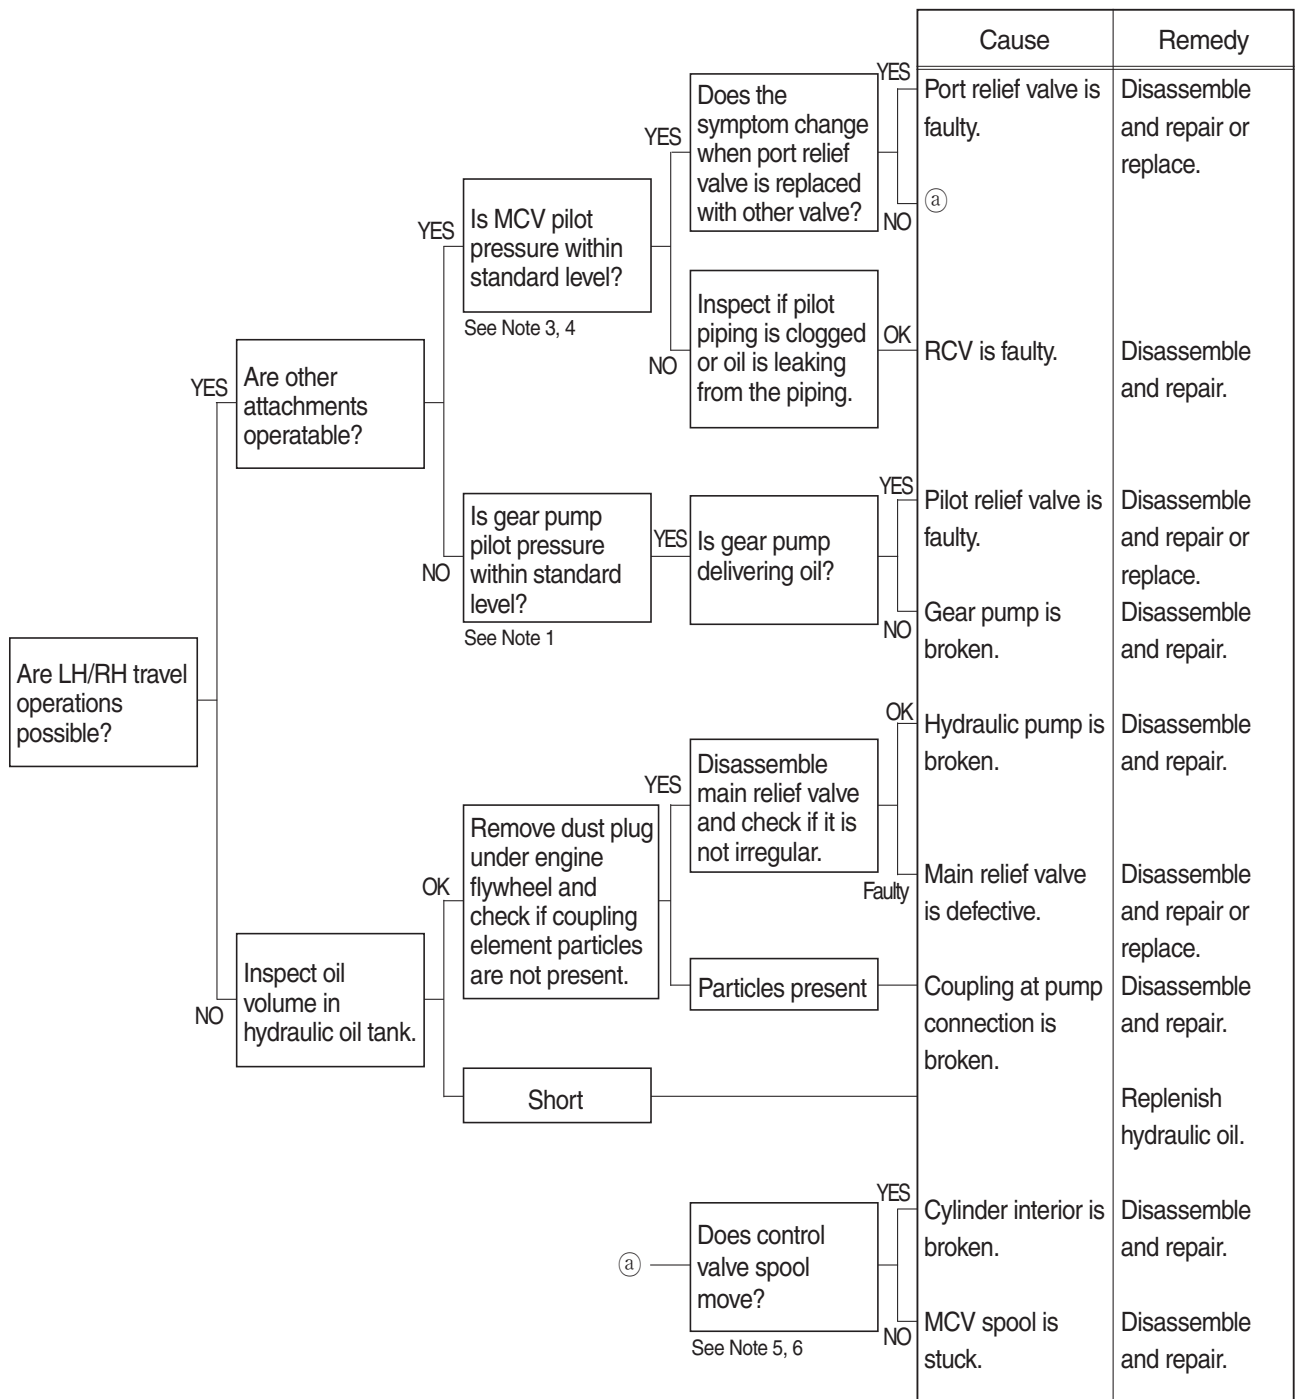 Cause
Remedy
YES
Does the
symptom change
when port relief
valve is replaced
with other valve?
Port relief valve is
faulty.
Disassemble
and repair or
replace.
NO
ⓐ
YES
Is MCV pilot
pressure within
standard level?
See Note 3, 4
YES
NO
Inspect if pilot
piping is clogged
or oil is leaking
from the piping.
OK
RCV is faulty.
Disassemble
and repair.
YES
Are other
attachments
operatable?
NO
Is gear pump
pilot pressure
within standard
level?
See Note 1
YES
Is gear pump
delivering oil?
YES
Pilot relief valve is
faulty.
Disassemble
and repair or
replace.
NO
Gear pump is
broken.
Disassemble
and repair.
Are LH/RH travel
operations
possible?
NO
Inspect oil
volume in
hydraulic oil tank.
OK
Remove dust plug
under engine
flywheel and
check if coupling
element particles
are not present.
YES
Disassemble
main relief valve
and check if it is
not irregular.
OK
Hydraulic pump is
broken.
Disassemble
and repair.
Faulty
Main relief valve
is defective.
Disassemble
and repair or
replace.
Particles present
Coupling at pump
connection is
broken.
Disassemble
and repair.
Short
Replenish
hydraulic oil.
ⓐ
Does control
valve spool
move?
See Note 5, 6
YES
Cylinder interior is
broken.
Disassemble
and repair.
NO
MCV spool is
stuck.
Disassemble
and repair.